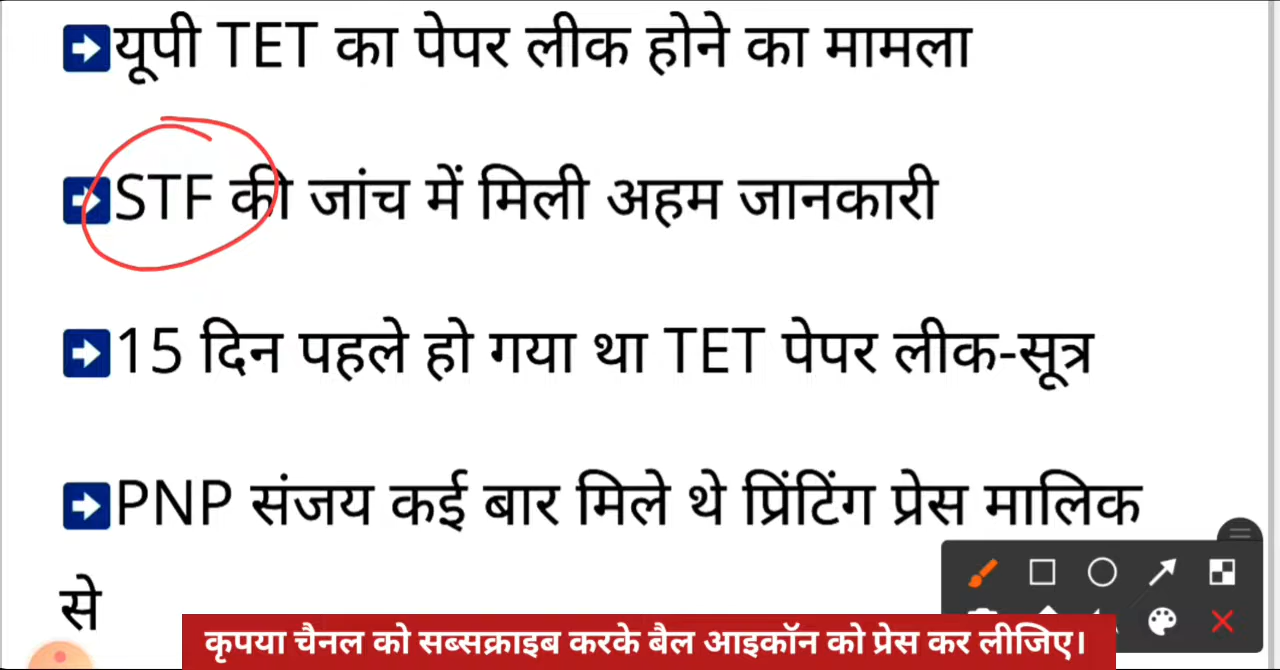 ➡यूपी TET का पेपर लीक होने का मामला
➡STF की जांच में मिली अहम जानकारी
➡15 दिन पहले हो गया था TET पेपर लीक-सूत्र
➡PNP संजय कई बार मिले थे प्रिंटिंग प्रेस मालिक
से
कृपया चैनल को सब्सक्राइब करके बैल आइकॉन को प्रेस कर लीजिए।